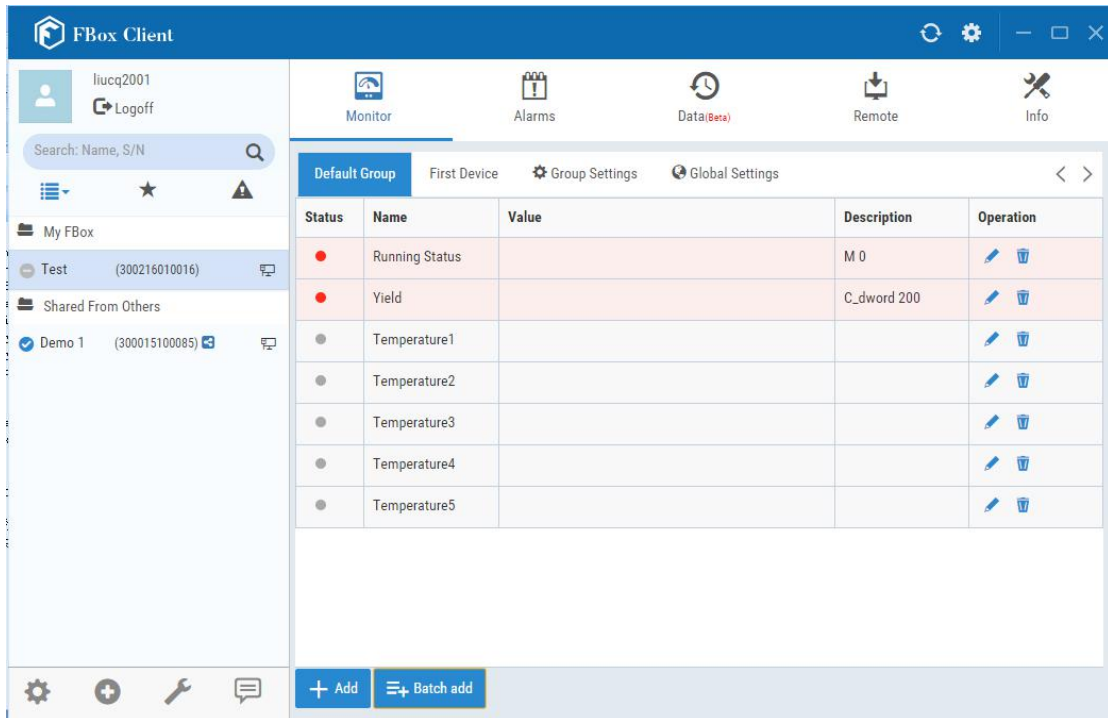 FBox Client
liucq2001
Logoff
Search: Name, S/N
My FBox
Test (300216010016)
Shared From Others
Demo 1 (300015100085)
Monitor Alarms Data(Beta) Remote Info
Default Group First Device Group Settings Global Settings
Status Name Value Description Operation
Running Status M 0
Yield C_dword 200
Temperature1
Temperature2
Temperature3
Temperature4
Temperature5
Add Batch add